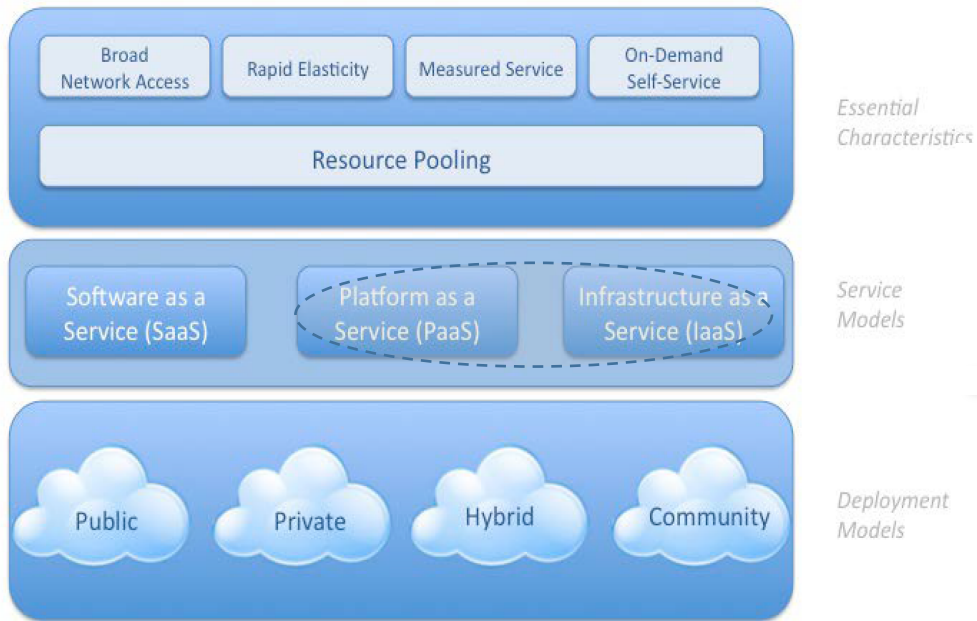 Broad
Network Access
Rapid Elasticity
Measured Service
On-Demand
Self-Service
Essential
Characteristics
Resource Pooling
Software as a
Service (SaaS)
Platform as a
Service (PaaS)
Infrastructure as a
Service (IaaS)
Service
Models
Public
Private
Hybrid
Community
Deployment
Models